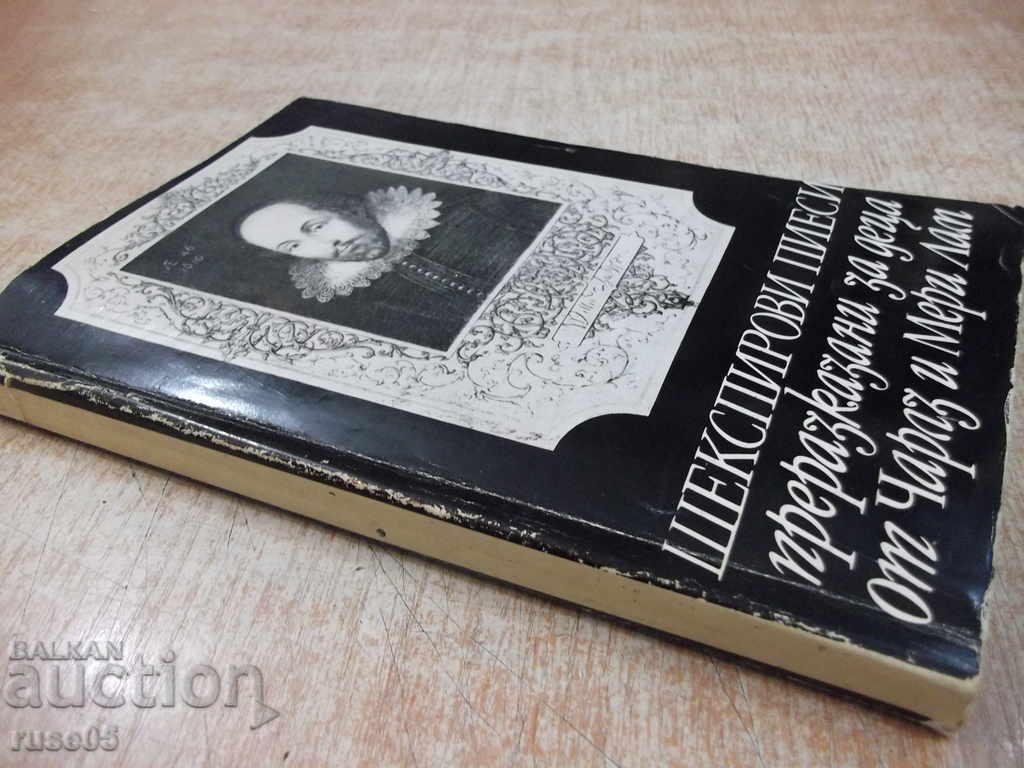 ШЕКСПИРОВИ ПИЕСИ
преразказани за деца
от Чарлз и Мери Лам
BALKAN
auction
ruse05